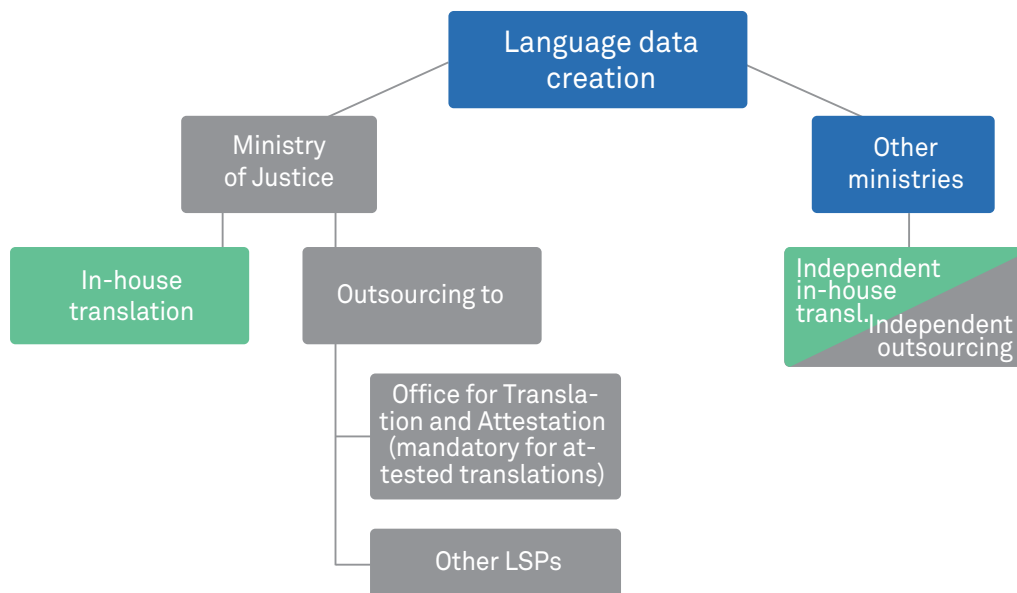 Language data
creation
Ministry
of Justice
Other
ministries
In-house
translation
Outsourcing to
Independent
in-house
transl.
Independent
outsourcing
Office for Transla-
tion and Attestation
(mandatory for at-
tested translations)
Other LSPs